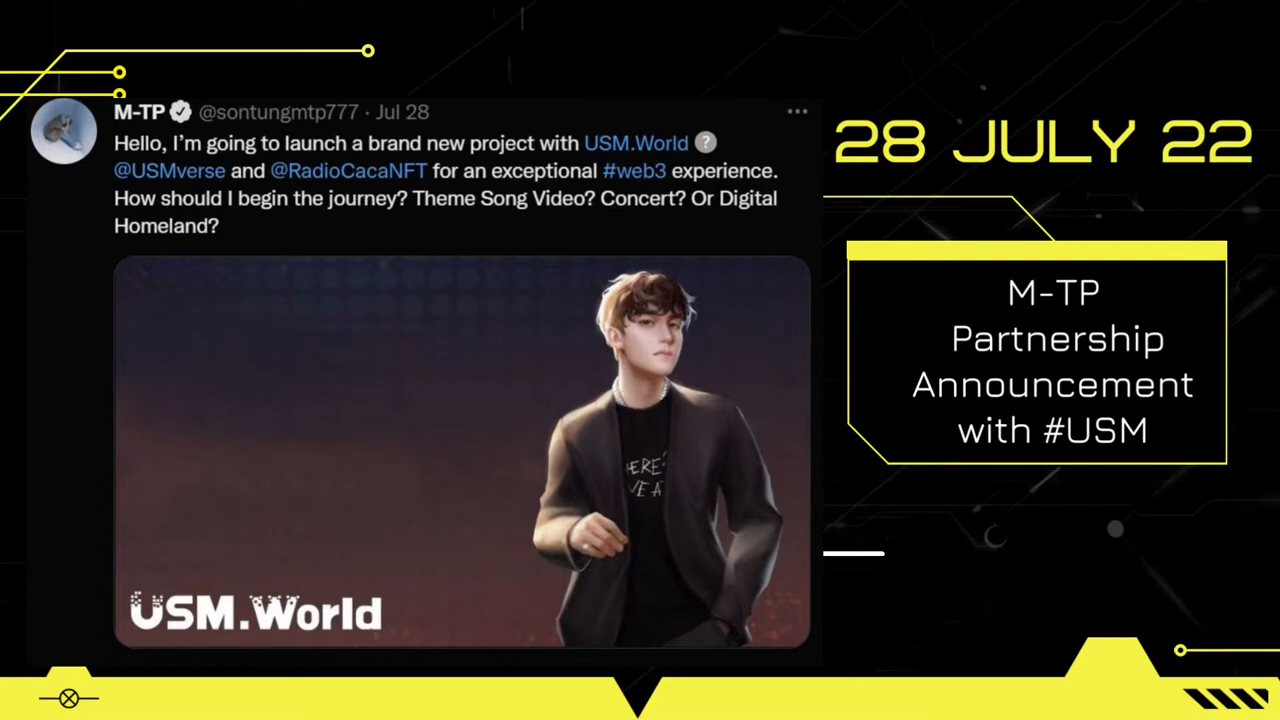 M-TP @sontungmtp777 · Jul 28
Hello, I'm going to launch a brand new project with USM.World
@USMverse and @RadioCacaNFT for an exceptional #web3 experience.
How should I begin the journey? Theme Song Video? Concert? Or Digital
Homeland?
USM.World
28 JULY 22
M-TP
Partnership
Announcement
with #USM